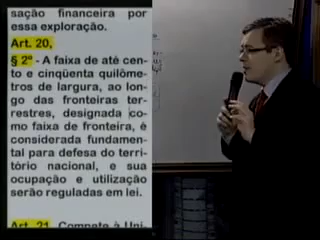 sação financeira por
essa exploração.
Art. 20,
§ 2º - A faixa de até cen-
to e cinqüenta quilôme-
tros de largura, ao lon-
go das fronteiras ter-
restres, designada co-
mo faixa de fronteira, é
considerada fundamen-
tal para defesa do terri-
tório nacional, e sua
ocupação e utilização
serão reguladas em lei.
Art. 21. Compete à Uni-